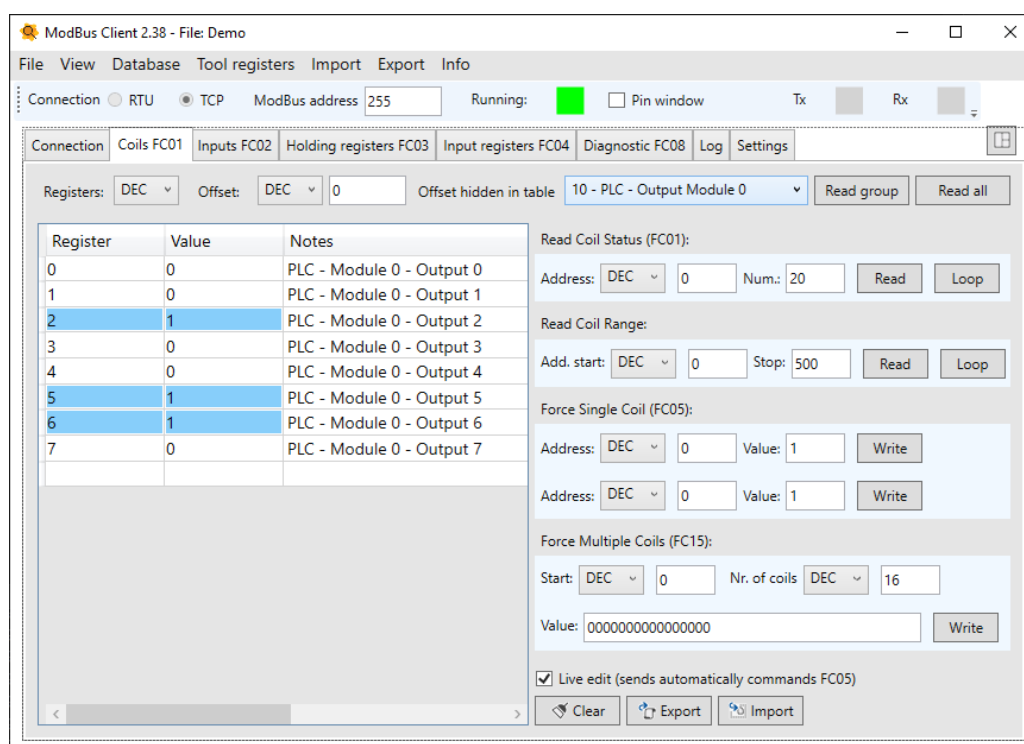 ModBus Client 2.38 - File: Demo
File View Database Tool registers Import Export Info
Connection RTU TCP ModBus address 255 Running: Pin window Tx Rx
Connection Coils FC01 Inputs FC02 Holding registers FC03 Input registers FC04 Diagnostic FC08 Log Settings
Registers: DEC Offset: DEC 0 Offset hidden in table 10 - PLC - Output Module 0 Read group Read all
Register Value Notes
0 0 PLC - Module 0 - Output 0
1 0 PLC - Module 0 - Output 1
2 1 PLC - Module 0 - Output 2
3 0 PLC - Module 0 - Output 3
4 0 PLC - Module 0 - Output 4
5 1 PLC - Module 0 - Output 5
6 1 PLC - Module 0 - Output 6
7 0 PLC - Module 0 - Output 7
Read Coil Status (FC01):
Address: DEC 0 Num.: 20 Read Loop
Read Coil Range:
Add. start: DEC 0 Stop: 500 Read Loop
Force Single Coil (FC05):
Address: DEC 0 Value: 1 Write
Address: DEC 0 Value: 1 Write
Force Multiple Coils (FC15):
Start: DEC 0 Nr. of coils DEC 16
Value: 0000000000000000 Write
Live edit (sends automatically commands FC05)
Clear Export Import